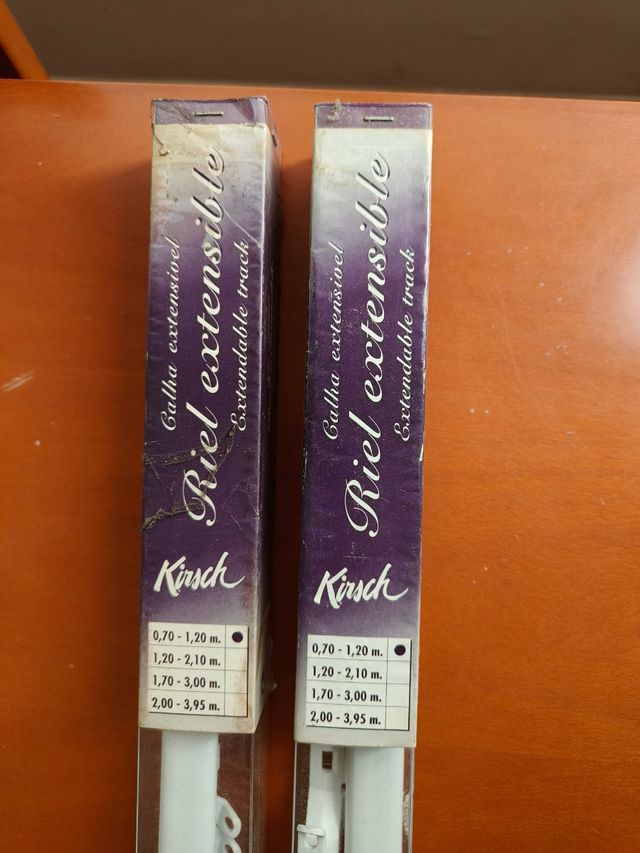 Calha extensivel
Riel extensible
Extendable track
Kirsch
0,70 - 1,20 m.
1,20 - 2,10 m.
1,70 - 3,00 m.
2,00 - 3,95 m.
Calha extensivel
Riel extensible
Extendable track
Kirsch
0,70 - 1,20 m.
1,20 - 2,10 m.
1,70 - 3,00 m.
2,00 - 3,95 m.